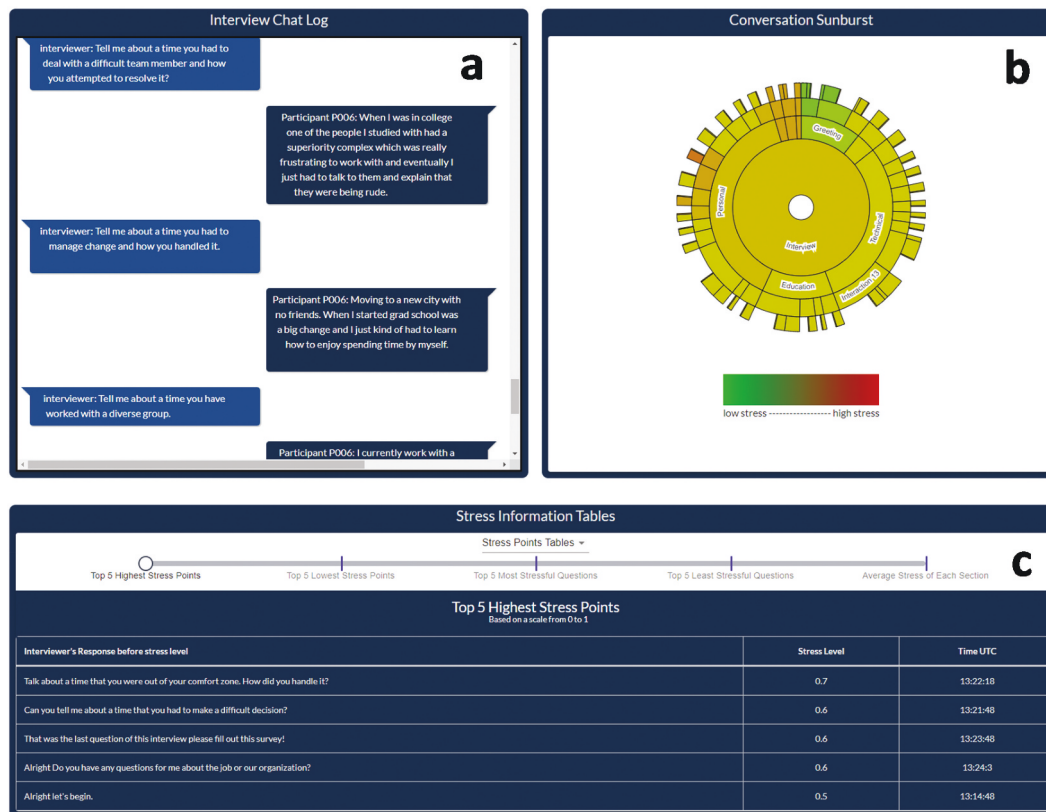 Interview Chat Log
a
interviewer: Tell me about a time you had to
deal with a difficult team member and how
you attempted to resolve it?
Participant P006: When I was in college
one of the people I studied with had a
superiority complex which was really
frustrating to work with and eventually I
just had to talk to them and explain that
they were being rude.
interviewer: Tell me about a time you had to
manage change and how you handled it.
Participant P006: Moving to a new city with
no friends. When I started grad school was
a big change and I just kind of had to learn
how to enjoy spending time by myself.
interviewer: Tell me about a time you have
worked with a diverse group.
Participant P006: I currently work with a
Conversation Sunburst
b
Greeting
Personal
Technical
Interview
Education
Interaction-13
low stress ------------------ high stress
Stress Information Tables
Stress Points Tables
c
Top 5 Highest Stress Points
Top 5 Lowest Stress Points
Top 5 Most Stressful Questions
Top 5 Least Stressful Questions
Average Stress of Each Section
Top 5 Highest Stress Points
Based on a scale from 0 to 1
Interviewer's Response before stress level Stress Level Time UTC
Talk about a time that you were out of your comfort zone. How did you handle it? 0.7 13:22:18
Can you tell me about a time that you had to make a difficult decision? 0.6 13:21:48
That was the last question of this interview please fill out this survey! 0.6 13:23:48
Alright Do you have any questions for me about the job or our organization? 0.6 13:24:3
Alright let's begin. 0.5 13:14:48